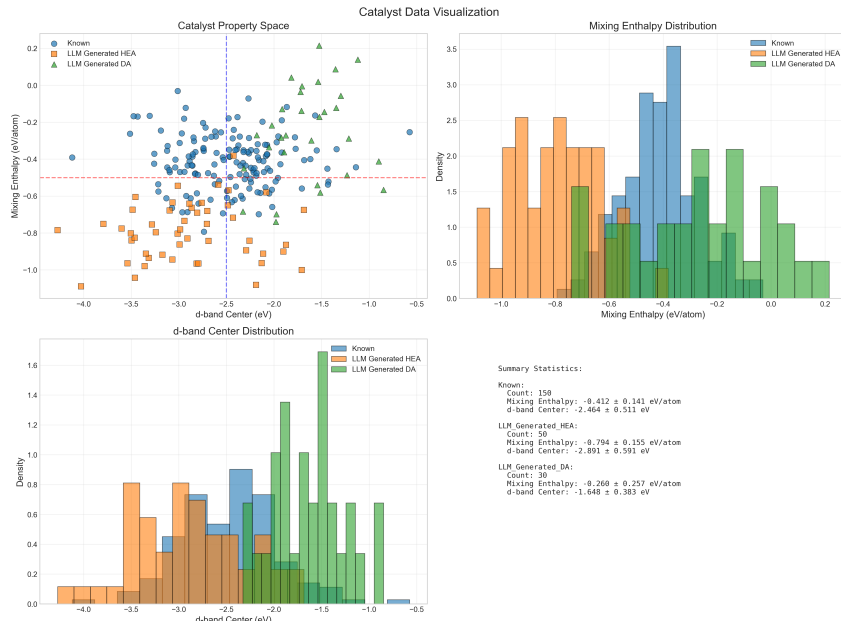 Catalyst Data Visualization
Catalyst Property Space
Known
LLM Generated HEA
LLM Generated DA
Mixing Enthalpy (eV/atom)
0.2
0.0
−0.2
−0.4
−0.6
−0.8
−1.0
−4.0 −3.5 −3.0 −2.5 −2.0 −1.5 −1.0 −0.5
d-band Center (eV)
Mixing Enthalpy Distribution
Known
LLM Generated HEA
LLM Generated DA
Density
3.5
3.0
2.5
2.0
1.5
1.0
0.5
0.0
−1.0 −0.8 −0.6 −0.4 −0.2 0.0 0.2
Mixing Enthalpy (eV/atom)
d-band Center Distribution
Known
LLM Generated HEA
LLM Generated DA
Density
1.6
1.4
1.2
1.0
0.8
0.6
0.4
0.2
0.0
−4.0 −3.5 −3.0 −2.5 −2.0 −1.5 −1.0 −0.5
d-band Center (eV)
Summary Statistics:
Known:
Count: 150
Mixing Enthalpy: -0.412 ± 0.141 eV/atom
d-band Center: -2.464 ± 0.511 eV
LLM_Generated_HEA:
Count: 50
Mixing Enthalpy: -0.794 ± 0.155 eV/atom
d-band Center: -2.891 ± 0.591 eV
LLM_Generated_DA:
Count: 30
Mixing Enthalpy: -0.260 ± 0.257 eV/atom
d-band Center: -1.648 ± 0.383 eV